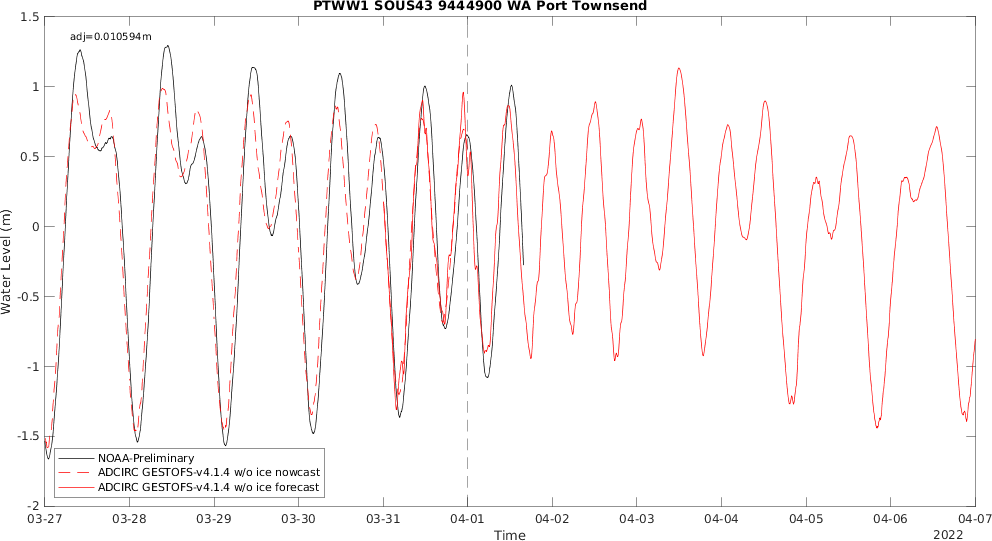 PTWW1 SOUS43 9444900 WA Port Townsend
adj=0.010594m
1.5
1
0.5
0
-0.5
-1
-1.5
-2
Water Level (m)
NOAA-Preliminary
ADCIRC GESTOFS-v4.1.4 w/o ice nowcast
ADCIRC GESTOFS-v4.1.4 w/o ice forecast
03-27 03-28 03-29 03-30 03-31 04-01 04-02 04-03 04-04 04-05 04-06 04-07
Time
2022